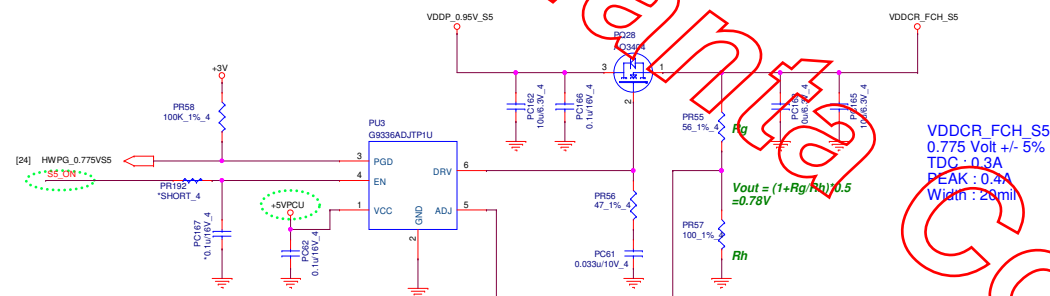 VDDP_0.95V_S5
VDDCR_FCH_S5
PQ28
AO3404
+3V
3
1
2
PR58
100K_1%_4
PC162
10u/6.3V_4
PC166
0.1u/16V_4
PC165
10u/6.3V_4
PU3
G9336ADJTP1U
PR55
56_1%_4
Rg
VDDCR_FCH_S5
0.775 Volt +/- 5%
TDC : 0.3A
PEAK : 0.4A
Width : 20mil
[24] HWPG_0.775VS5
3
PGD
DRV
6
S5_ON
4
EN
PR192
*SHORT_4
+5VPCU
1
VCC
GND
2
ADJ
5
PR56
47_1%_4
Vout = (1+Rg/Rh)*0.5
=0.78V
PC167
*0.1u/16V_4
PC62
0.1u/16V_4
PC61
0.033u/10V_4
PR57
100_1%_4
Rh